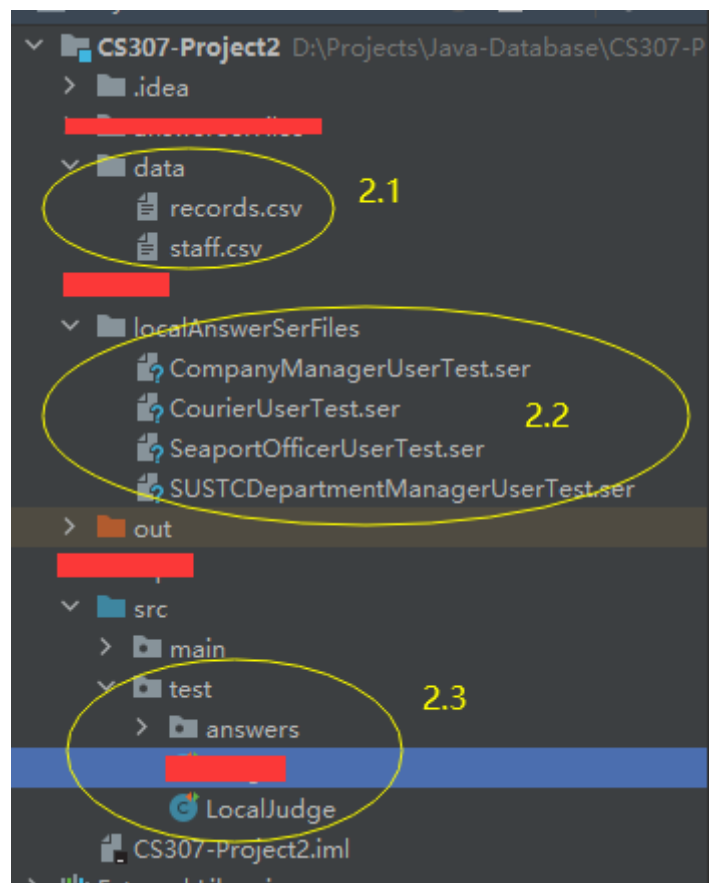 CS307-Project2 D:\Projects\Java-Database\CS307-P
.idea
data
records.csv
2.1
staff.csv
localAnswerSerFiles
CompanyManagerUserTest.ser
CourierUserTest.ser
2.2
SeaportOfficerUserTest.ser
SUSTCDepartmentManagerUserTest.ser
out
src
main
test
2.3
answers
LocalJudge
CS307-Project2.iml